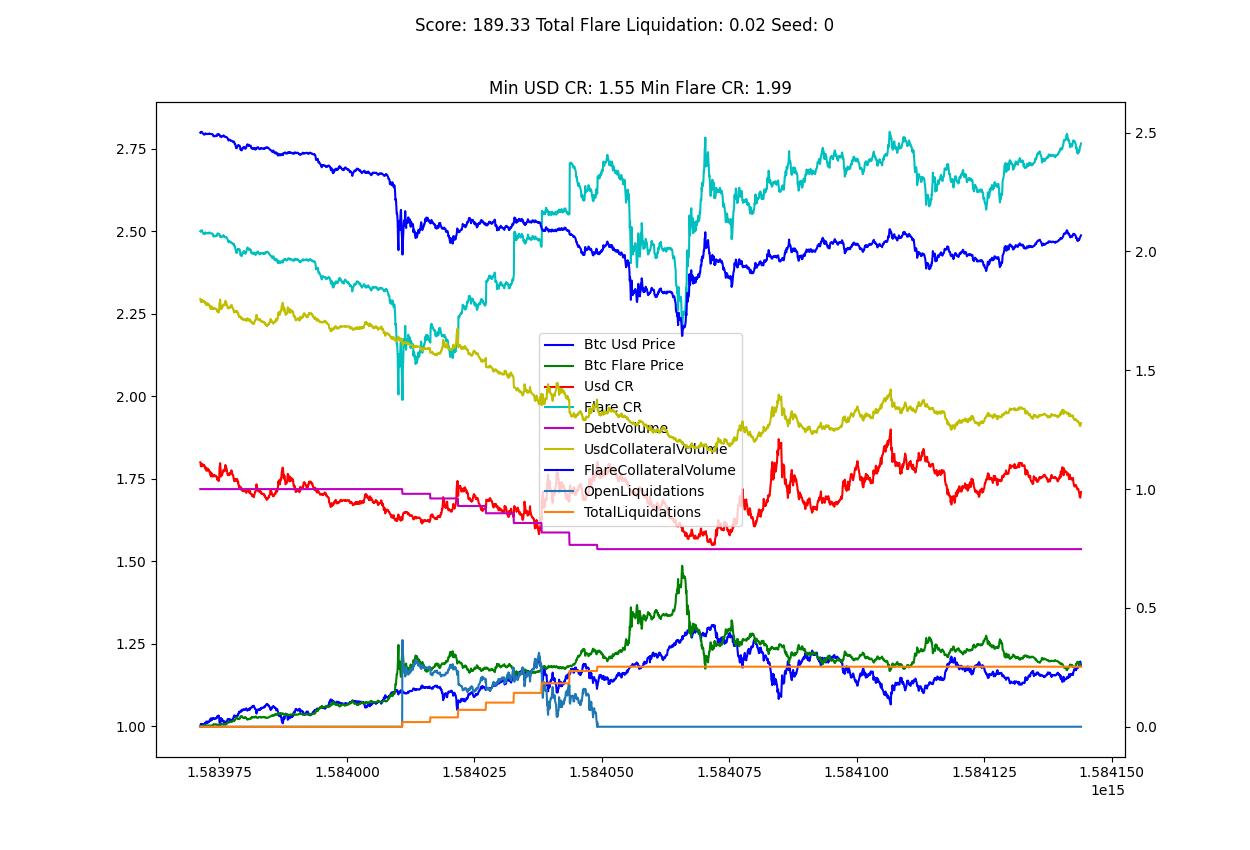 Score: 189.33 Total Flare Liquidation: 0.02 Seed: 0
Min USD CR: 1.55 Min Flare CR: 1.99
2.75
2.50
2.25
2.00
1.75
1.50
1.25
1.00
2.5
2.0
1.5
1.0
0.5
0.0
Btc Usd Price
Btc Flare Price
Usd CR
Flare CR
DebtVolume
UsdCollateralVolume
FlareCollateralVolume
OpenLiquidations
TotalLiquidations
1.583975 1.584000 1.584025 1.584050 1.584075 1.584100 1.584125 1.584150
1e15